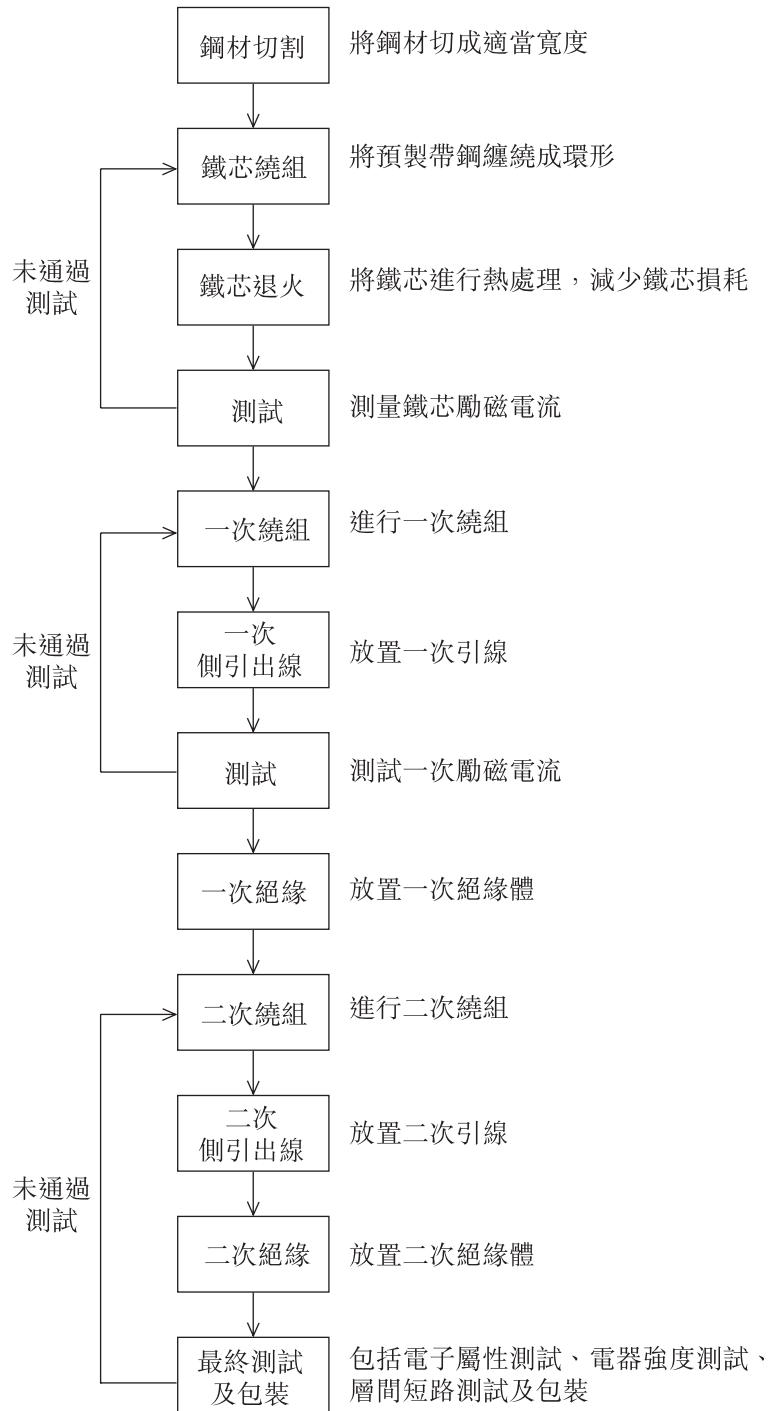 鋼材切割
將鋼材切成適當寬度
鐵芯繞組
將預製帶鋼纏繞成環形
未通過
測試
鐵芯退火
將鐵芯進行熱處理，減少鐵芯損耗
測試
測量鐵芯勵磁電流
一次繞組
進行一次繞組
未通過
測試
一次
側引出線
放置一次引線
測試
測試一次勵磁電流
一次絕緣
放置一次絕緣體
二次繞組
進行二次繞組
二次
側引出線
放置二次引線
未通過
測試
二次絕緣
放置二次絕緣體
最終測試
及包裝
包括電子屬性測試、電器強度測試、
層間短路測試及包裝